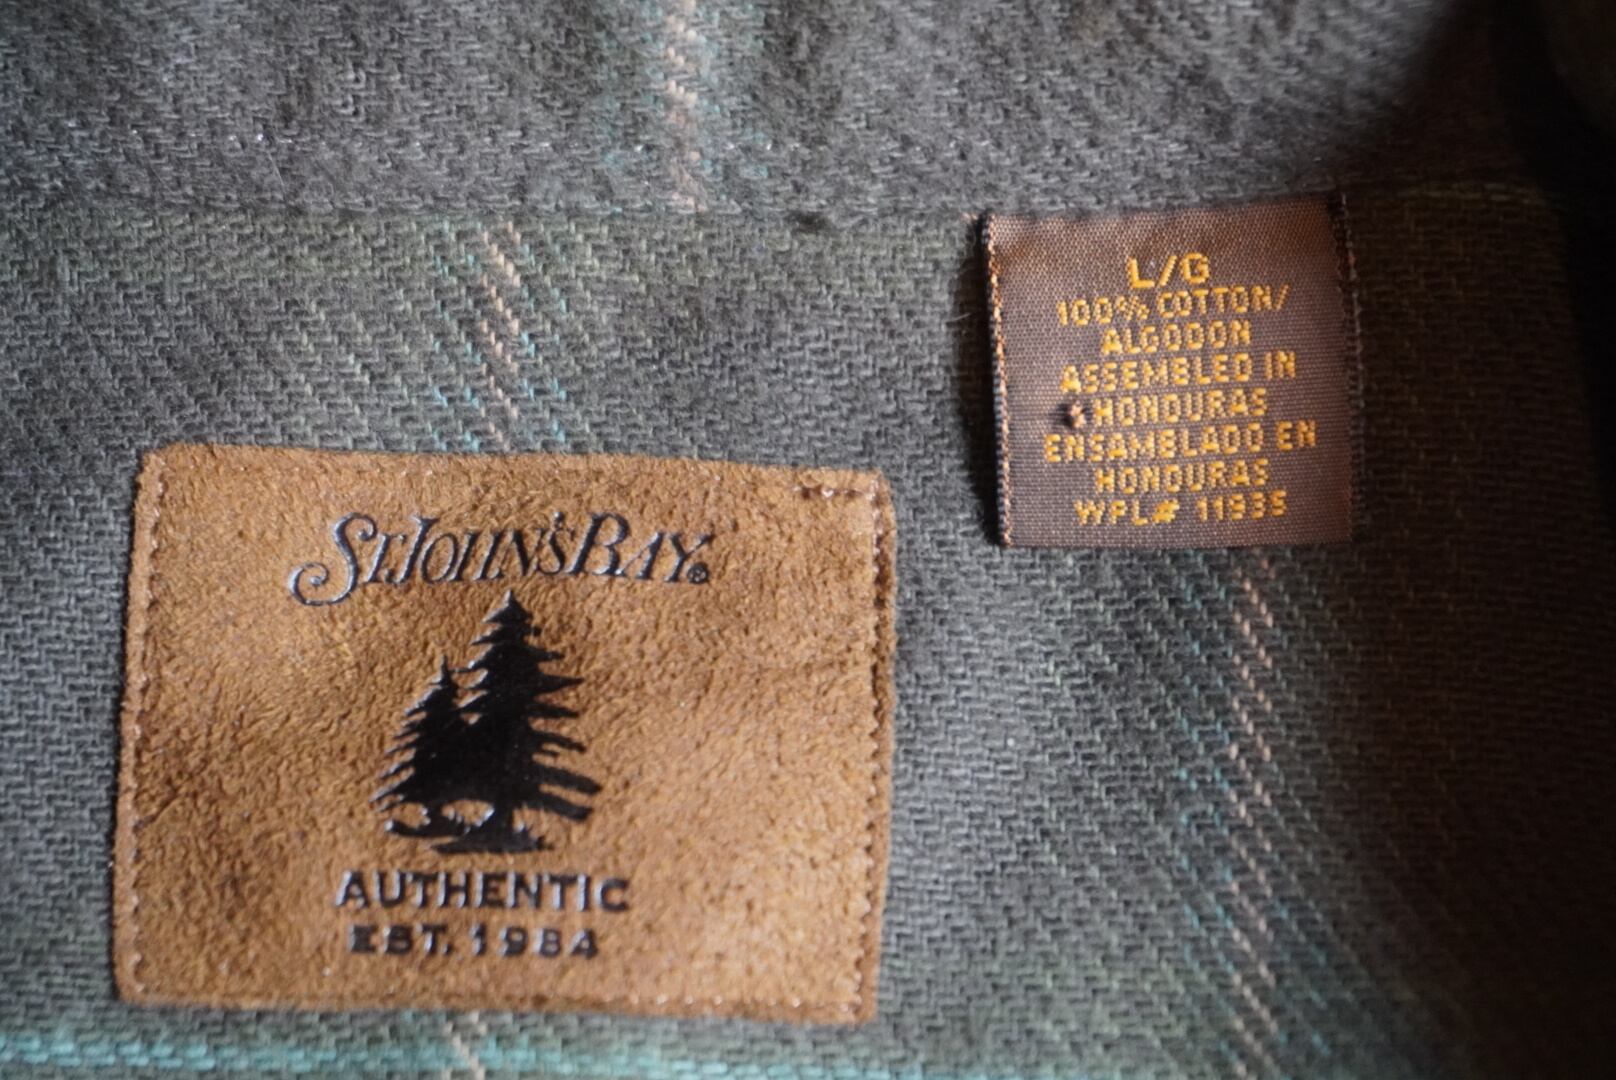 St. John's Bay®
AUTHENTIC
EST. 1984
L/G
100% COTTON/
ALGODON
ASSEMBLED IN
HONDURAS
ENSAMBLADO EN
HONDURAS
WPL# 11935